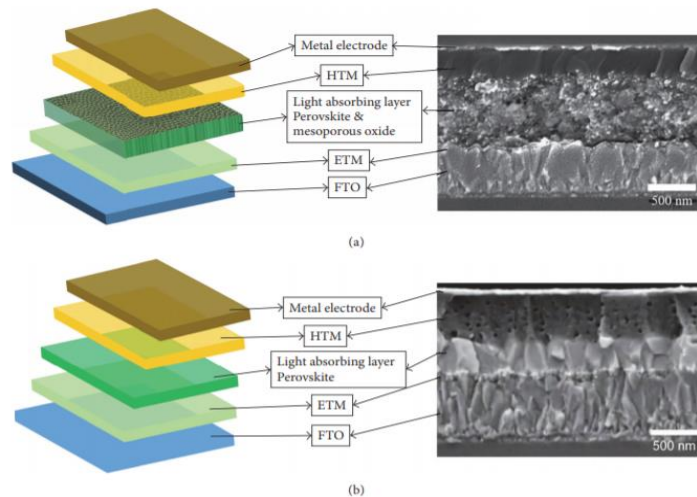 Metal electrode
HTM
Light absorbing layer
Perovskite &
mesoporous oxide
ETM
FTO
500 nm
(a)
Metal electrode
HTM
Light absorbing layer
Perovskite
ETM
FTO
500 nm
(b)